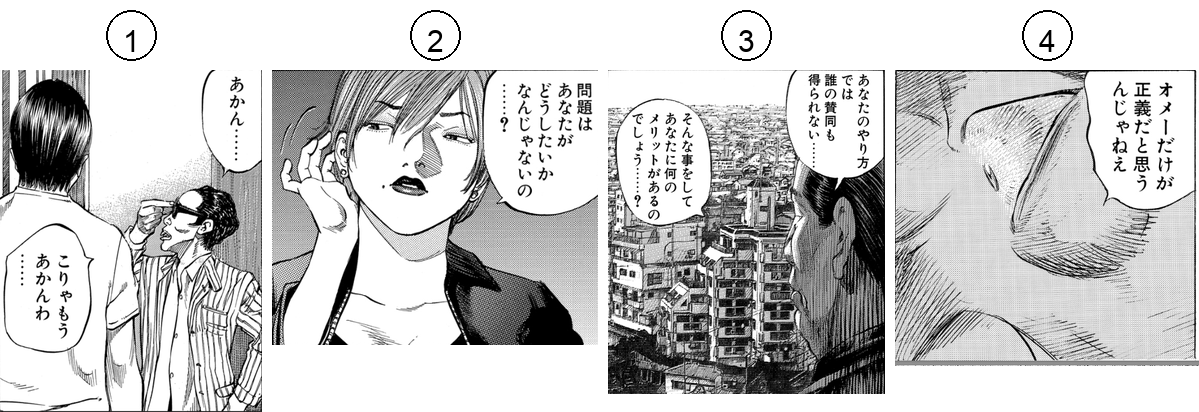 1
あかん……
こりゃもう
あかんわ
……
2
問題は
あなたが
どうしたいか
なんじゃないの
……？
3
あなたのやり方
では
誰の賛同も
得られない……
そんな事をして
あなたに何の
メリットがあるの
でしょう……？
4
オメーだけが
正義だと思う
んじゃねえ